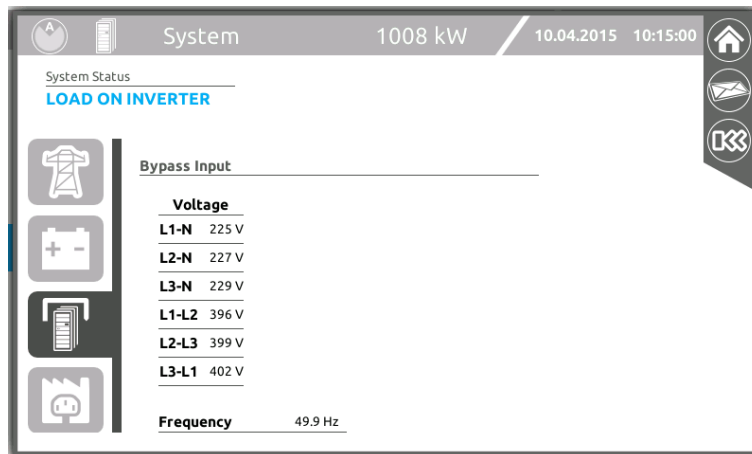 A System 1008 kW 10.04.2015 10:15:00
System Status
LOAD ON INVERTER
Bypass Input
Voltage
L1-N 225 V
L2-N 227 V
L3-N 229 V
L1-L2 396 V
L2-L3 399 V
L3-L1 402 V
Frequency 49.9 Hz